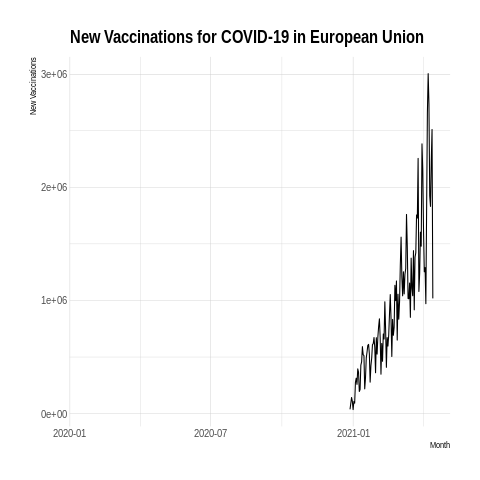 New Vaccinations for COVID-19 in European Union
New Vaccinations
3e+06
2e+06
1e+06
0e+00
2020-01
2020-07
2021-01
Month